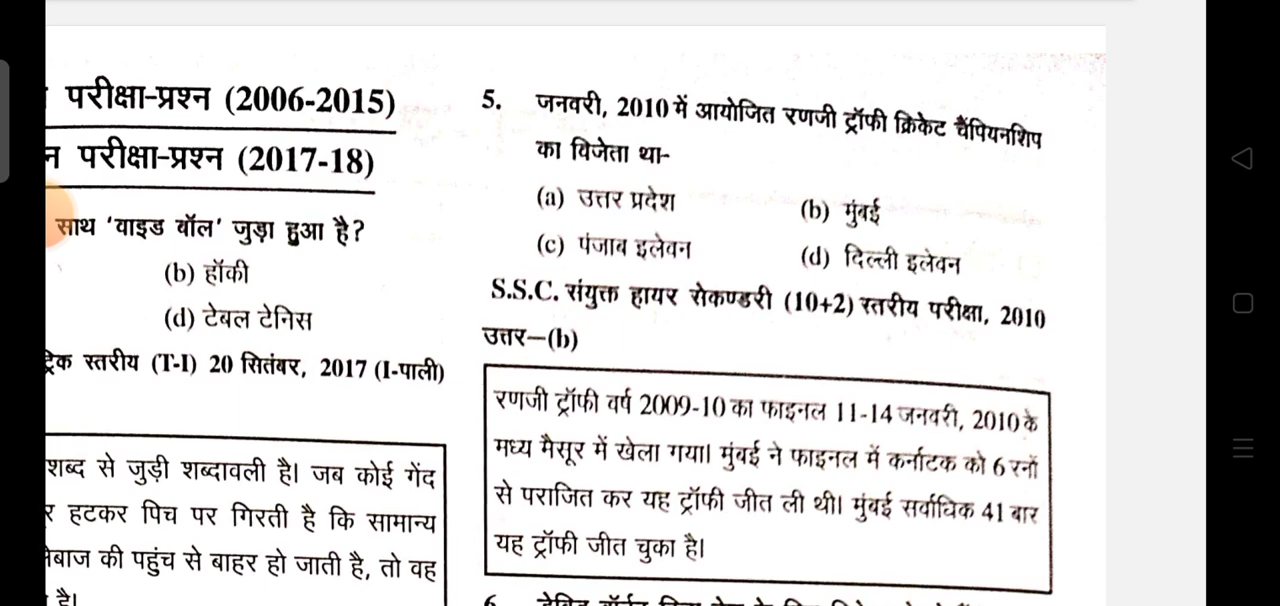 परीक्षा-प्रश्न (2006-2015)
परीक्षा-प्रश्न (2017-18)
साथ ‘वाइड बॉल’ जुड़ा हुआ है?
(b) हॉकी
(d) टेबल टेनिस
स्तरीय (T-I) 20 सितंबर, 2017 (I-पाली)
शब्द से जुड़ी शब्दावली है। जब कोई गेंद
हटकर पिच पर गिरती है कि सामान्य
की पहुंच से बाहर हो जाती है, तो वह
है।
5. जनवरी, 2010 में आयोजित रणजी ट्रॉफी क्रिकेट चैंपियनशिप
का विजेता था-
(a) उत्तर प्रदेश (b) मुंबई
(c) पंजाब इलेवन (d) दिल्ली इलेवन
S.S.C. संयुक्त हायर सेकण्डरी (10+2) स्तरीय परीक्षा, 2010
उत्तर–(b)
रणजी ट्रॉफी वर्ष 2009-10 का फाइनल 11-14 जनवरी, 2010 के
मध्य मैसूर में खेला गया। मुंबई ने फाइनल में कर्नाटक को 6 रनों
से पराजित कर यह ट्रॉफी जीत ली थी। मुंबई सर्वाधिक 41 बार
यह ट्रॉफी जीत चुका है।
6.